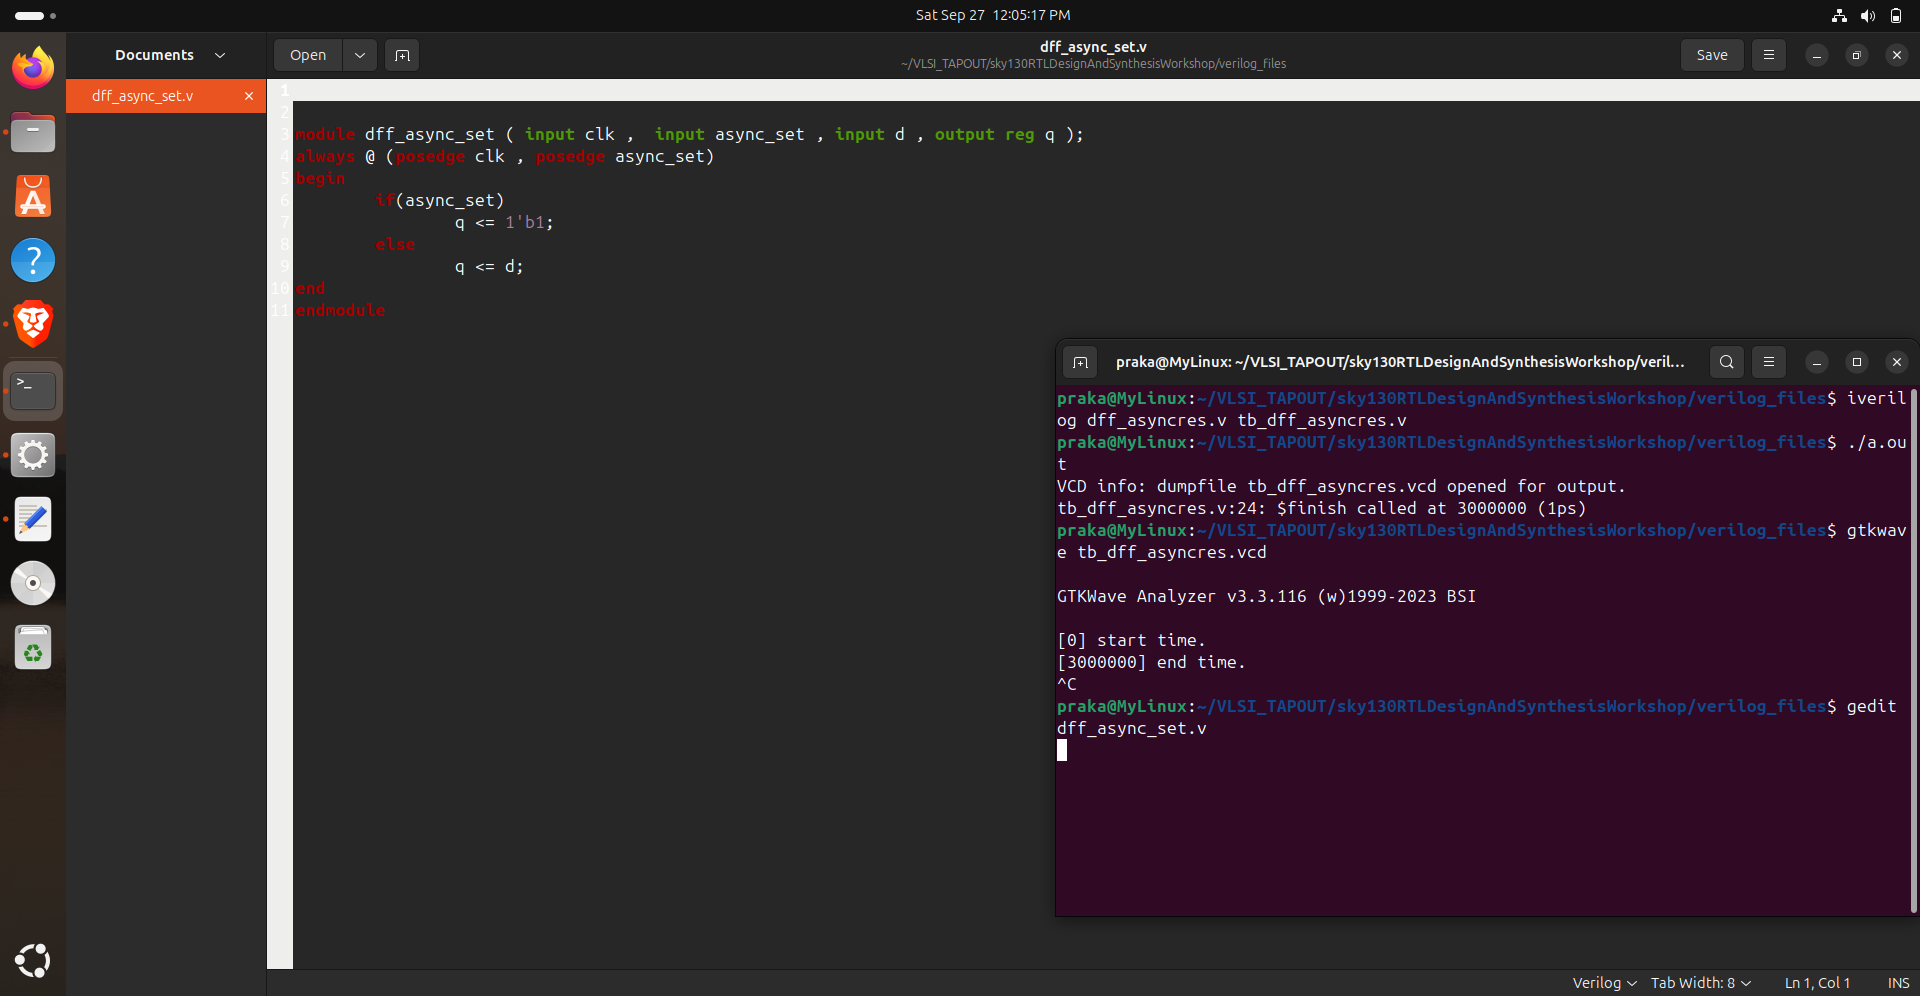 Sat Sep 27  12:05:17 PM
Documents
Open
dff_async_set.v
~/VLSI_TAPOUT/sky130RTLDesignAndSynthesisWorkshop/verilog_files
Save
dff_async_set.v
1
2
3 module dff_async_set ( input clk ,  input async_set , input d , output reg q );
4 always @ (posedge clk , posedge async_set)
5 begin
6 if(async_set)
7 q <= 1'b1;
8 else
9 q <= d;
10 end
11 endmodule
praka@MyLinux: ~/VLSI_TAPOUT/sky130RTLDesignAndSynthesisWorkshop/veril...
praka@MyLinux:~/VLSI_TAPOUT/sky130RTLDesignAndSynthesisWorkshop/verilog_files$ iveril
og dff_asyncres.v tb_dff_asyncres.v
praka@MyLinux:~/VLSI_TAPOUT/sky130RTLDesignAndSynthesisWorkshop/verilog_files$ ./a.ou
t
VCD info: dumpfile tb_dff_asyncres.vcd opened for output.
tb_dff_asyncres.v:24: $finish called at 3000000 (1ps)
praka@MyLinux:~/VLSI_TAPOUT/sky130RTLDesignAndSynthesisWorkshop/verilog_files$ gtkwav
e tb_dff_asyncres.vcd
GTKWave Analyzer v3.3.116 (w)1999-2023 BSI
[0] start time.
[3000000] end time.
^C
praka@MyLinux:~/VLSI_TAPOUT/sky130RTLDesignAndSynthesisWorkshop/verilog_files$ gedit
dff_async_set.v
Verilog
Tab Width: 8
Ln 1, Col 1
INS